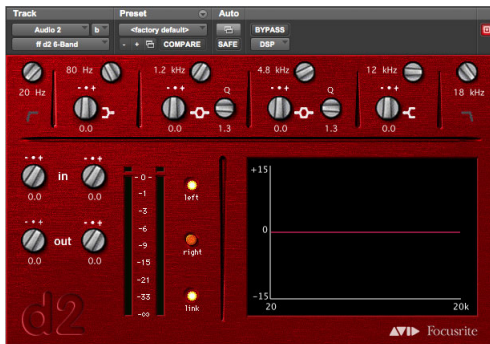 Track Preset Auto
Audio 2 b <factory default> BYPASS
ff d2 6-Band - + COMPARE SAFE DSP
20 Hz 80 Hz 1.2 kHz 4.8 kHz 12 kHz 18 kHz
Q Q
0.0 0.0 1.3 0.0 1.3 0.0
in
0.0 0.0
out
0.0 0.0
- 0 -
-1
-3
-6
-9
-15
-21
-33
-∞
left
right
link
+15
0
-15
20 20k
d2
AVID Focusrite